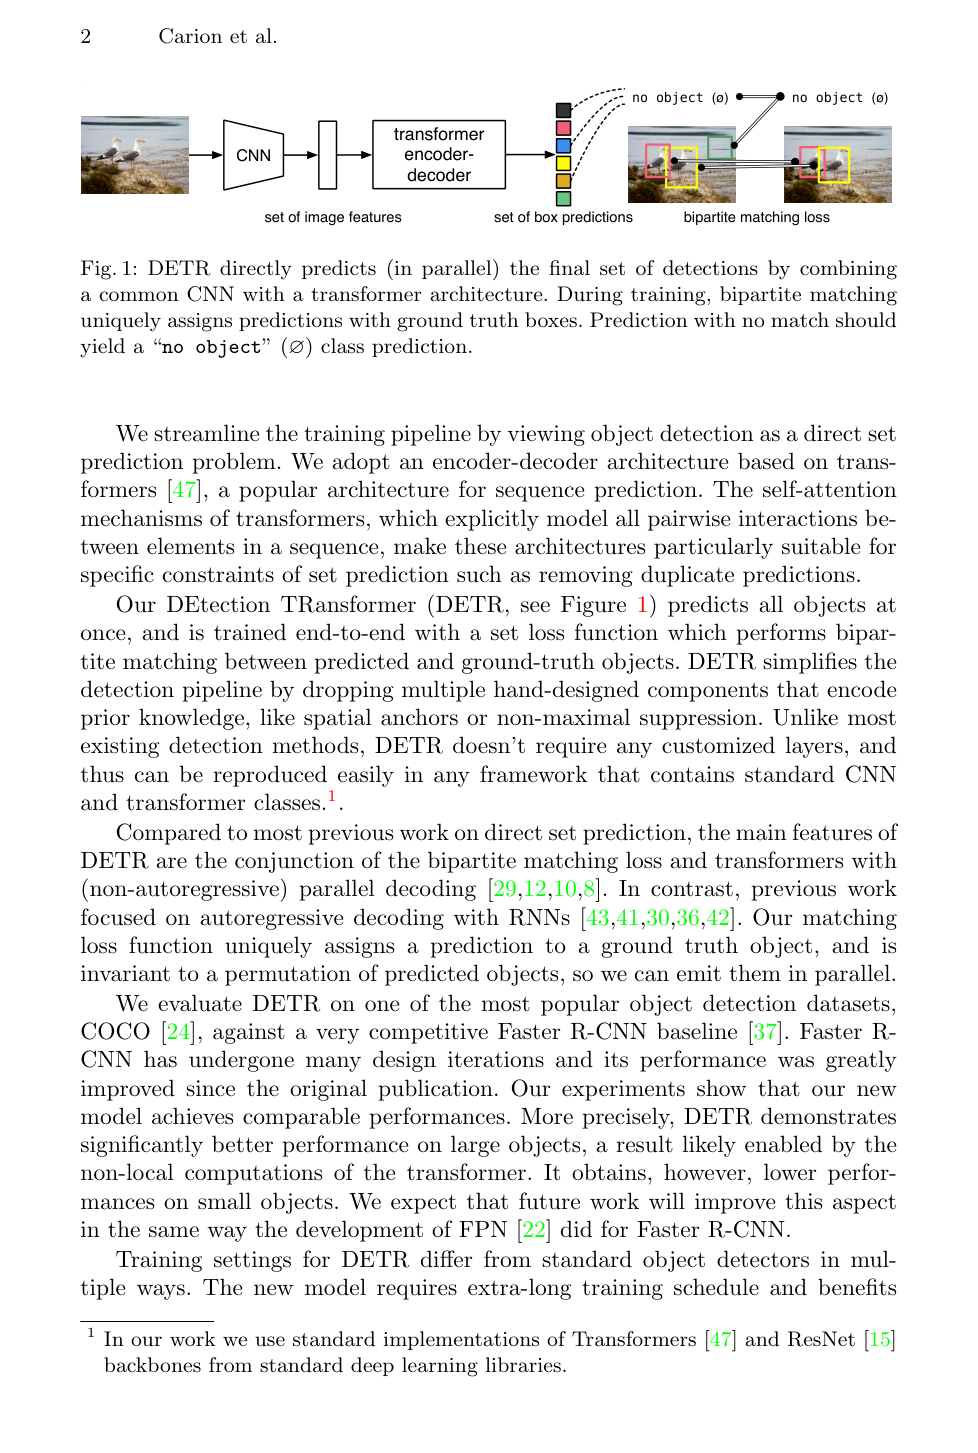 2 Carion et al.
no object (ø) no object (ø)
CNN
transformer
encoder-
decoder
set of image features set of box predictions bipartite matching loss
Fig. 1: DETR directly predicts (in parallel) the final set of detections by combining
a common CNN with a transformer architecture. During training, bipartite matching
uniquely assigns predictions with ground truth boxes. Prediction with no match should
yield a “no object” (∅) class prediction.
We streamline the training pipeline by viewing object detection as a direct set
prediction problem. We adopt an encoder-decoder architecture based on trans-
formers [47], a popular architecture for sequence prediction. The self-attention
mechanisms of transformers, which explicitly model all pairwise interactions be-
tween elements in a sequence, make these architectures particularly suitable for
specific constraints of set prediction such as removing duplicate predictions.
Our DEtection TRansformer (DETR, see Figure 1) predicts all objects at
once, and is trained end-to-end with a set loss function which performs bipar-
tite matching between predicted and ground-truth objects. DETR simplifies the
detection pipeline by dropping multiple hand-designed components that encode
prior knowledge, like spatial anchors or non-maximal suppression. Unlike most
existing detection methods, DETR doesn't require any customized layers, and
thus can be reproduced easily in any framework that contains standard CNN
and transformer classes.1.
Compared to most previous work on direct set prediction, the main features of
DETR are the conjunction of the bipartite matching loss and transformers with
(non-autoregressive) parallel decoding [29,12,10,8]. In contrast, previous work
focused on autoregressive decoding with RNNs [43,41,30,36,42]. Our matching
loss function uniquely assigns a prediction to a ground truth object, and is
invariant to a permutation of predicted objects, so we can emit them in parallel.
We evaluate DETR on one of the most popular object detection datasets,
COCO [24], against a very competitive Faster R-CNN baseline [37]. Faster R-
CNN has undergone many design iterations and its performance was greatly
improved since the original publication. Our experiments show that our new
model achieves comparable performances. More precisely, DETR demonstrates
significantly better performance on large objects, a result likely enabled by the
non-local computations of the transformer. It obtains, however, lower perfor-
mances on small objects. We expect that future work will improve this aspect
in the same way the development of FPN [22] did for Faster R-CNN.
Training settings for DETR differ from standard object detectors in mul-
tiple ways. The new model requires extra-long training schedule and benefits
1 In our work we use standard implementations of Transformers [47] and ResNet [15]
backbones from standard deep learning libraries.